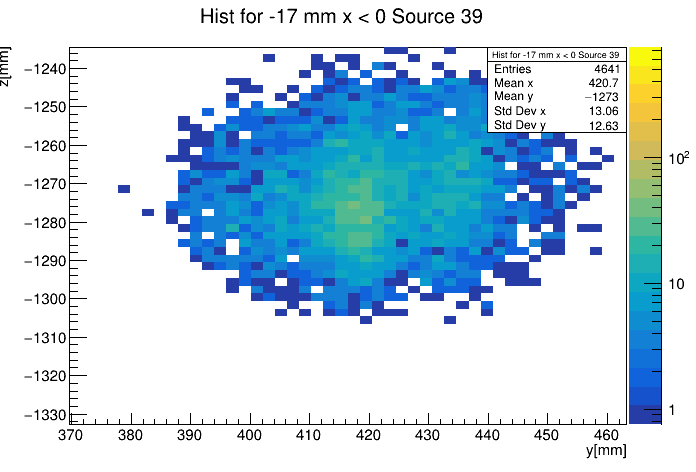 Hist for -17 mm x < 0 Source 39
z[mm]
−1240
−1250
−1260
−1270
−1280
−1290
−1300
−1310
−1320
−1330
Hist for -17 mm x < 0 Source 39
Entries 4641
Mean x 420.7
Mean y −1273
Std Dev x 13.06
Std Dev y 12.63
10²
10
1
370 380 390 400 410 420 430 440 450 460
y[mm]